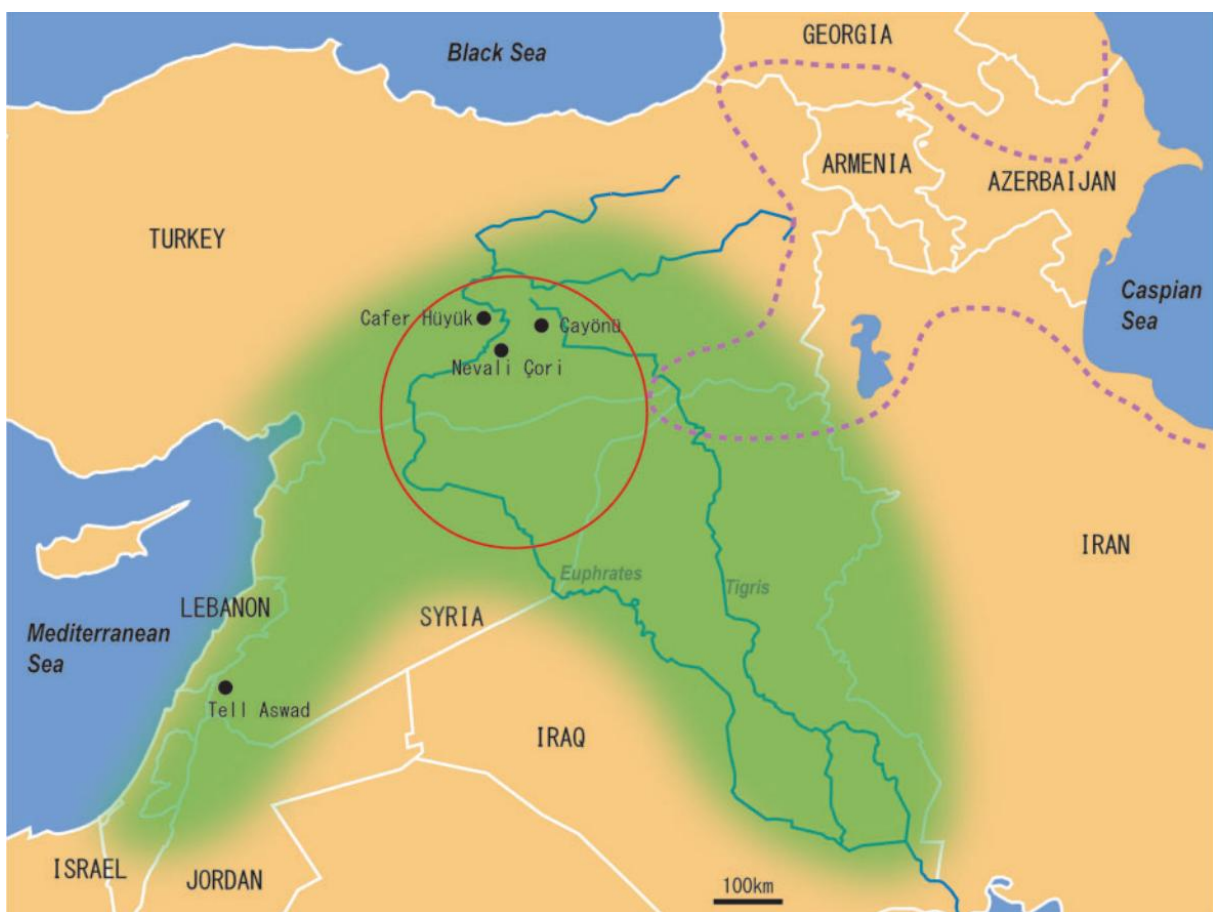 GEORGIA
Black Sea
ARMENIA
AZERBAIJAN
TURKEY
Caspian
Sea
Cafer Hüyük
Cayönü
Nevali Çori
IRAN
Euphrates
Tigris
LEBANON
SYRIA
Mediterranean
Sea
Tell Aswad
IRAQ
ISRAEL
JORDAN
100km